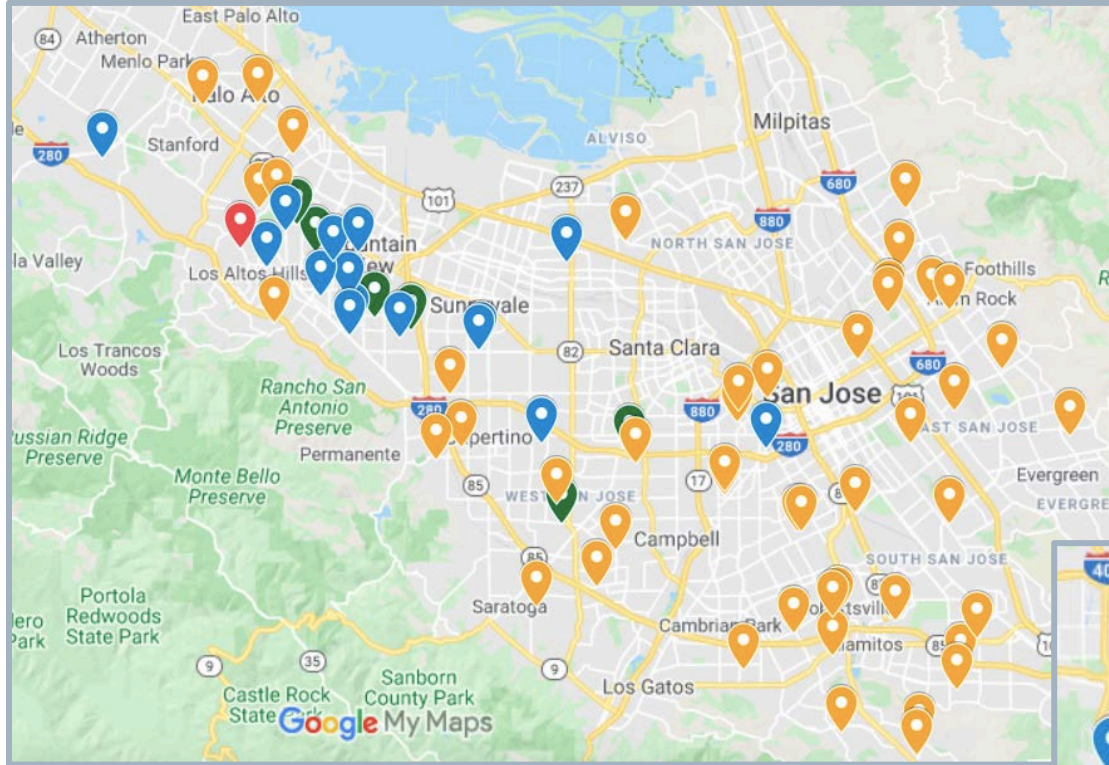 East Palo Alto
84
Atherton
Menlo Park
Palo Alto
Milpitas
ALVISO
Stanford
280
680
237
101
880
NORTH SAN JOSE
la Valley
Los Altos Hills
Foothills
Sunnyvale
Alum Rock
Los Trancos
Woods
82
Santa Clara
680
Rancho San
Antonio
Preserve
280
880
San Jose
101
Russian Ridge
Preserve
Cupertino
280
EAST SAN JOSE
Permanente
Monte Bello
Preserve
85
17
Evergreen
WEST SAN JOSE
EVERGRE
Campbell
85
SOUTH SAN JOSE
Portola
Redwoods
State Park
Saratoga
Cambrian Park
Park
85
9
35
9
Sanborn
County Park
Los Gatos
Castle Rock
State Park
Google My Maps